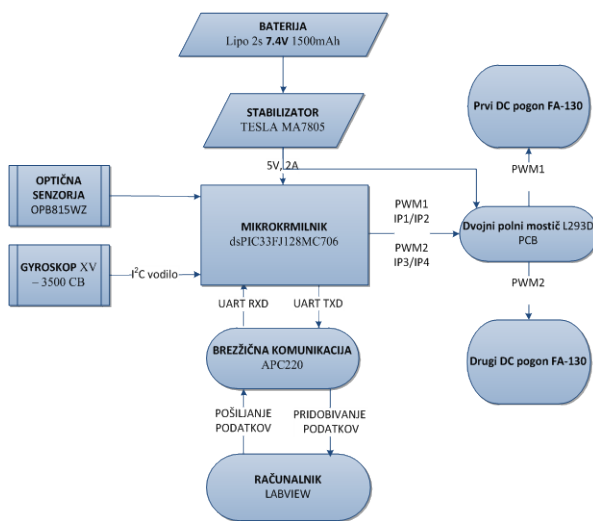 BATERIJA
Lipo 2s 7.4V 1500mAh
STABILIZATOR
TESLA MA7805
5V, 2A
Prvi DC pogon FA-130
PWM1
OPTIČNA
SENZORJA
OPB815WZ
MIKROKRMILNIK
dsPIC33FJ128MC706
PWM1
IP1/IP2
PWM2
IP3/IP4
Dvojni polni mostič L293D
PCB
GYROSKOP XV
– 3500 CB
I²C vodilo
PWM2
UART RXD
UART TXD
Drugi DC pogon FA-130
BREZŽIČNA KOMUNIKACIJA
APC220
POŠILJANJE
PODATKOV
PRIDOBIVANJE
PODATKOV
RAČUNALNIK
LABVIEW